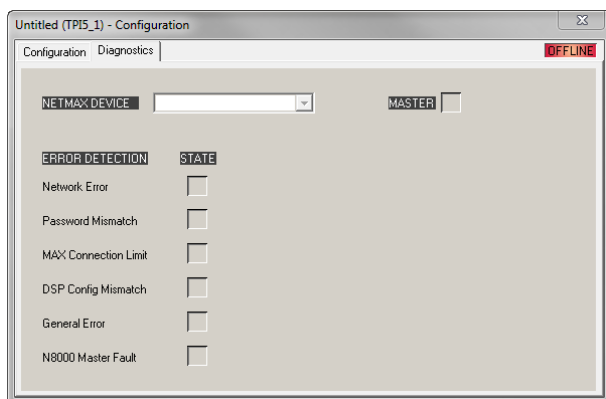 Untitled (TPI5_1) - Configuration
Configuration Diagnostics OFFLINE
NETMAX DEVICE MASTER
ERROR DETECTION STATE
Network Error
Password Mismatch
MAX Connection Limit
DSP Config Mismatch
General Error
N8000 Master Fault